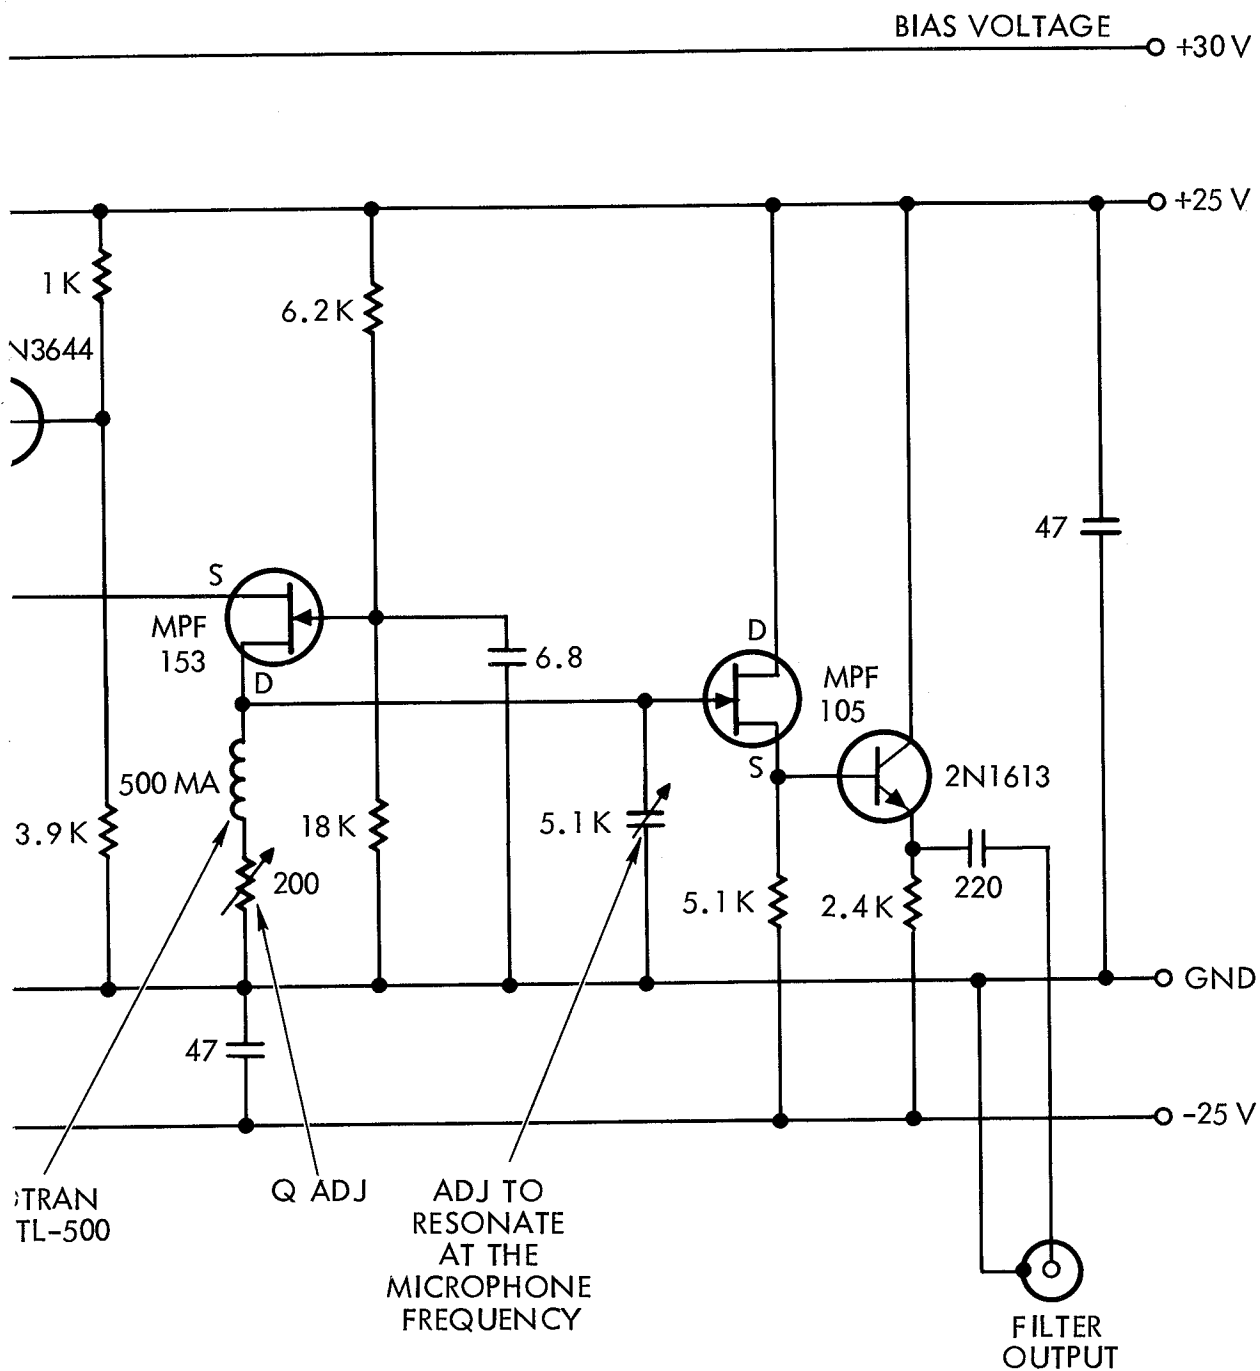 BIAS VOLTAGE
+30 V
+25 V
1 K
6.2 K
N3644
47
S
MPF
153
D
6.8
D
MPF
105
S
2N1613
500 MA
3.9 K
18 K
200
5.1 K
5.1 K
2.4 K
220
GND
47
-25 V
TRAN
TL-500
Q ADJ
ADJ TO
RESONATE
AT THE
MICROPHONE
FREQUENCY
FILTER
OUTPUT